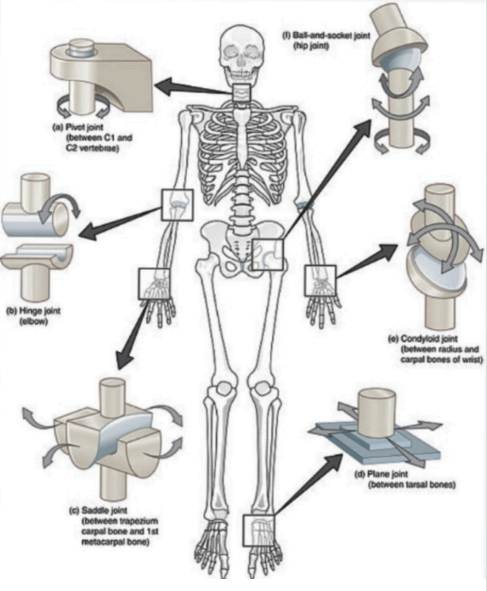 (f) Ball-and-socket joint
(hip joint)
(a) Pivot joint
(between C1 and
C2 vertebrae)
(b) Hinge joint
(elbow)
(e) Condyloid joint
(between radius and
carpal bones of wrist)
(d) Plane joint
(between tarsal bones)
(c) Saddle joint
(between trapezium
carpal bone and 1st
metacarpal bone)